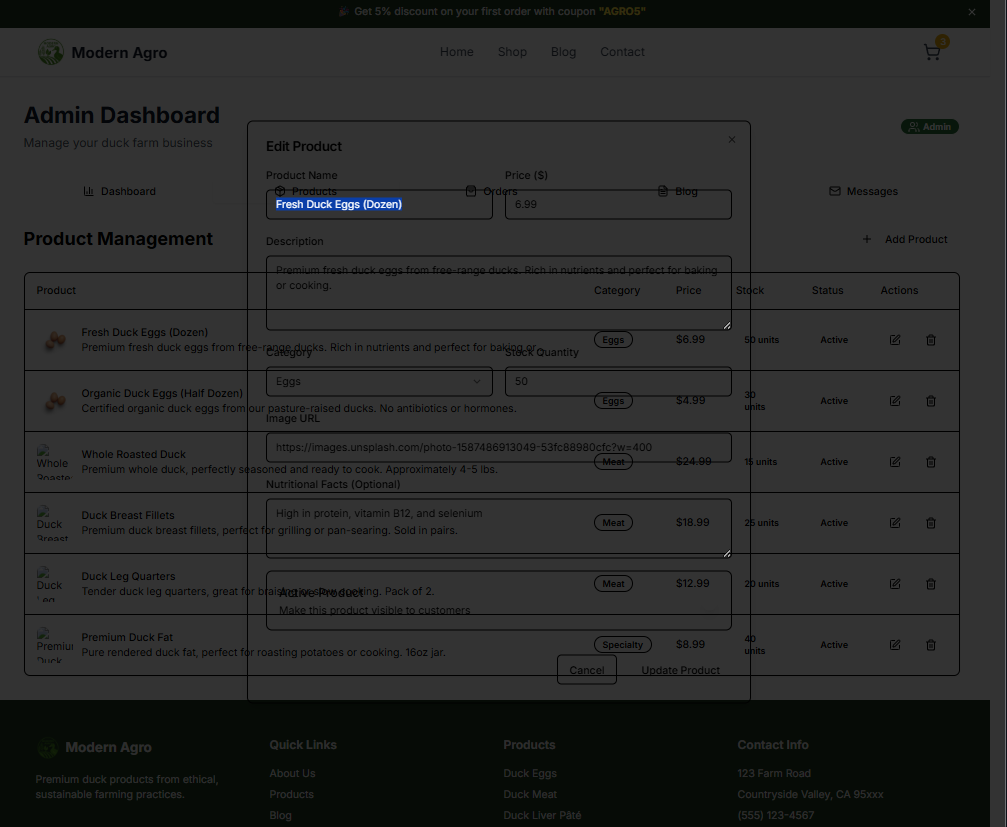 🎉 Get 5% discount on your first order with coupon "AGRO5"
Modern Agro
Home
Shop
Blog
Contact
3
Admin Dashboard
Manage your duck farm business
Admin
Dashboard
Products
Orders
Blog
Messages
Product Management
Add Product
Edit Product
Product Name
Price ($)
Fresh Duck Eggs (Dozen)
6.99
Description
Premium fresh duck eggs from free-range ducks. Rich in nutrients and perfect for baking
or cooking.
Category
Stock Quantity
Eggs
50
Image URL
https://images.unsplash.com/photo-1587486913049-53fc88980cfc?w=400
Nutritional Facts (Optional)
High in protein, vitamin B12, and selenium
Active Product
Make this product visible to customers
Cancel
Update Product
Product
Category
Price
Stock
Status
Actions
Fresh Duck Eggs (Dozen)
Premium fresh duck eggs from free-range ducks. Rich in nutrients and perfect for baking or
Eggs
$6.99
50 units
Active
Organic Duck Eggs (Half Dozen)
Certified organic duck eggs from our pasture-raised ducks. No antibiotics or hormones.
Eggs
$4.99
30
units
Active
Whole
Roaste
Whole Roasted Duck
Premium whole duck, perfectly seasoned and ready to cook. Approximately 4-5 lbs.
Meat
$24.99
15 units
Active
Duck
Breast
Duck Breast Fillets
Premium duck breast fillets, perfect for grilling or pan-searing. Sold in pairs.
Meat
$18.99
25 units
Active
Duck
Leg
Duck Leg Quarters
Tender duck leg quarters, great for braising or slow cooking. Pack of 2.
Meat
$12.99
20 units
Active
Premiu
Duck
Premium Duck Fat
Pure rendered duck fat, perfect for roasting potatoes or cooking. 16oz jar.
Specialty
$8.99
40
units
Active
Modern Agro
Premium duck products from ethical,
sustainable farming practices.
Quick Links
About Us
Products
Blog
Products
Duck Eggs
Duck Meat
Duck Liver Pâté
Contact Info
123 Farm Road
Countryside Valley, CA 95xxx
(555) 123-4567